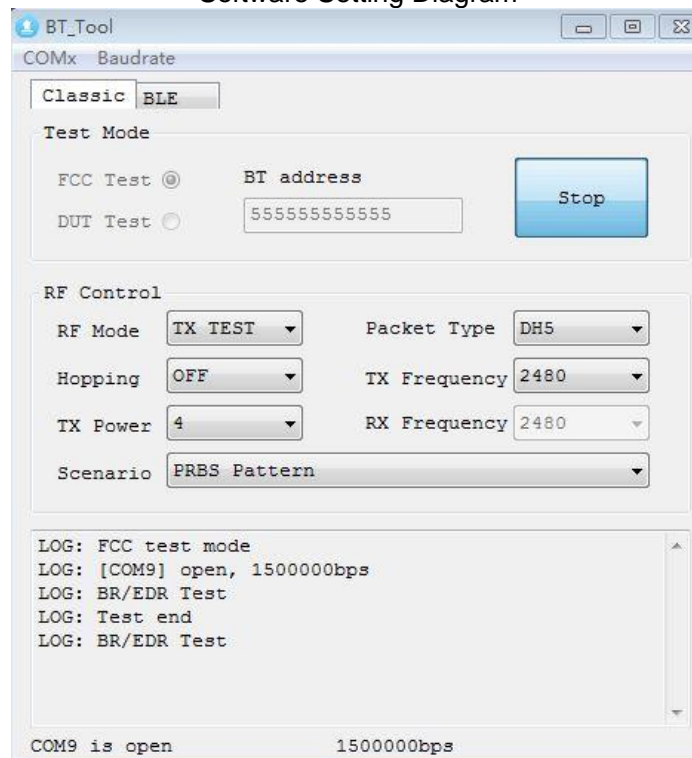 Software Setting Diagram
BT_Tool
COMx Baudrate
Classic BLE
Test Mode
FCC Test BT address
DUT Test 555555555555 Stop
RF Control
RF Mode TX TEST Packet Type DH5
Hopping OFF TX Frequency 2480
TX Power 4 RX Frequency 2480
Scenario PRBS Pattern
LOG: FCC test mode
LOG: [COM9] open, 1500000bps
LOG: BR/EDR Test
LOG: Test end
LOG: BR/EDR Test
COM9 is open 1500000bps